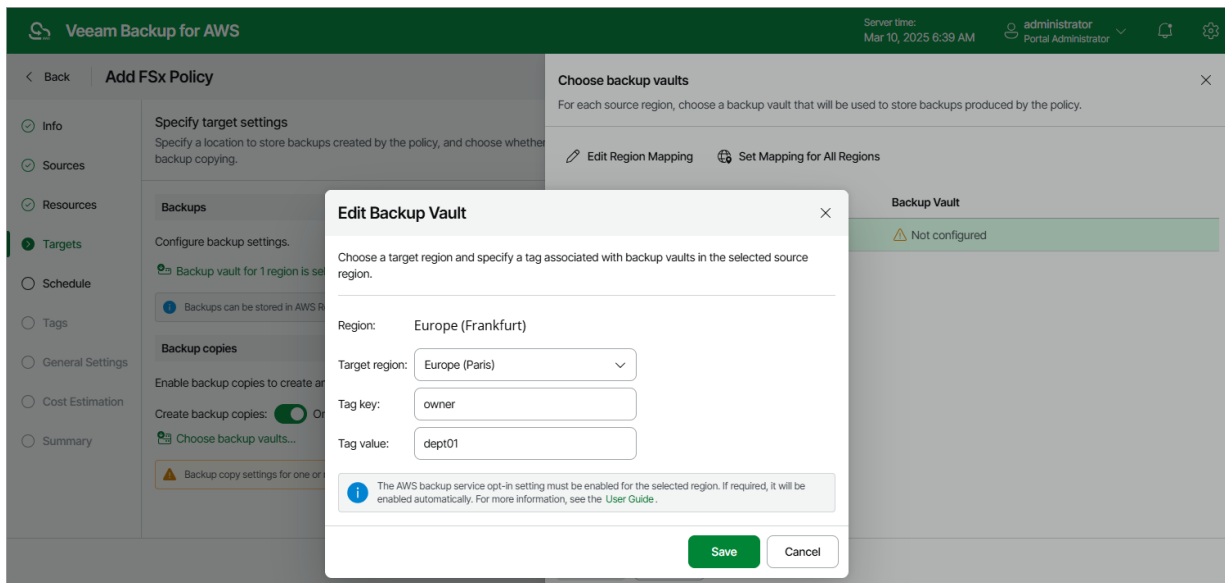 Veeam Backup for AWS
Server time:
Mar 10, 2025 6:39 AM
administrator
Portal Administrator
Back
Add FSx Policy
Info
Sources
Resources
Targets
Schedule
Tags
General Settings
Cost Estimation
Summary
Specify target settings
Specify a location to store backups created by the policy, and choose whether
backup copying.
Backups
Configure backup settings.
Backup vault for 1 region is
Backups can be stored in AWS
Backup copies
Enable backup copies to create
Create backup copies:
Choose backup vaults...
Backup copy settings for one or
Choose backup vaults
For each source region, choose a backup vault that will be used to store backups produced by the policy.
Edit Region Mapping
Set Mapping for All Regions
Backup Vault
Not configured
Edit Backup Vault
Choose a target region and specify a tag associated with backup vaults in the selected source
region.
Region: Europe (Frankfurt)
Target region: Europe (Paris)
Tag key: owner
Tag value: dept01
The AWS backup service opt-in setting must be enabled for the selected region. If required, it will be
enabled automatically. For more information, see the User Guide.
Save
Cancel